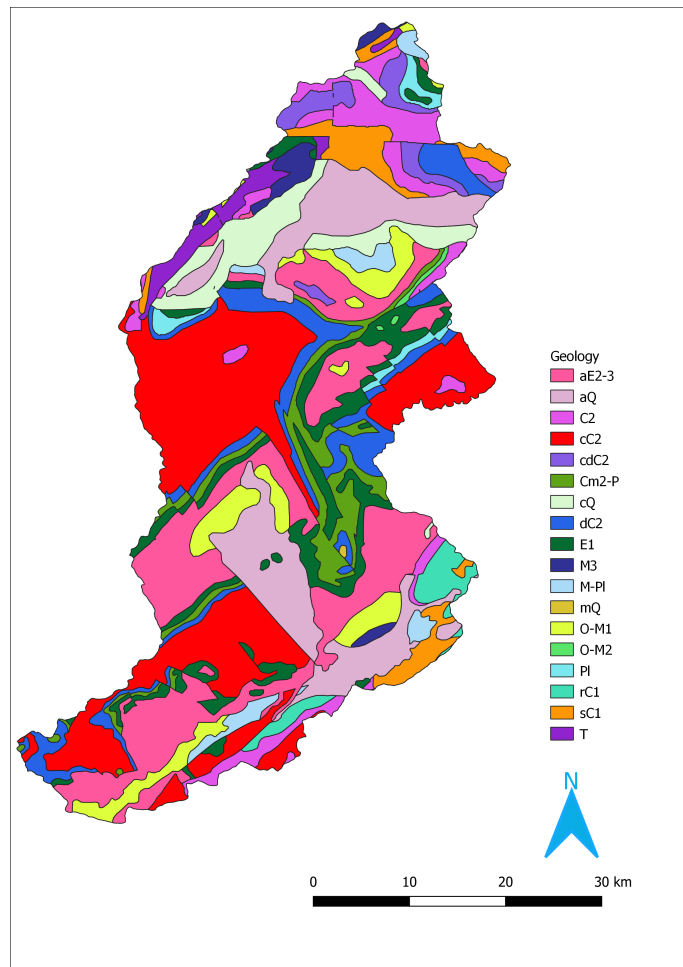 Geology
aE2-3
aQ
C2
cC2
cdC2
Cm2-P
cQ
dC2
E1
M3
M-Pl
mQ
O-M1
O-M2
Pl
rC1
sC1
T
N
0 10 20 30 km